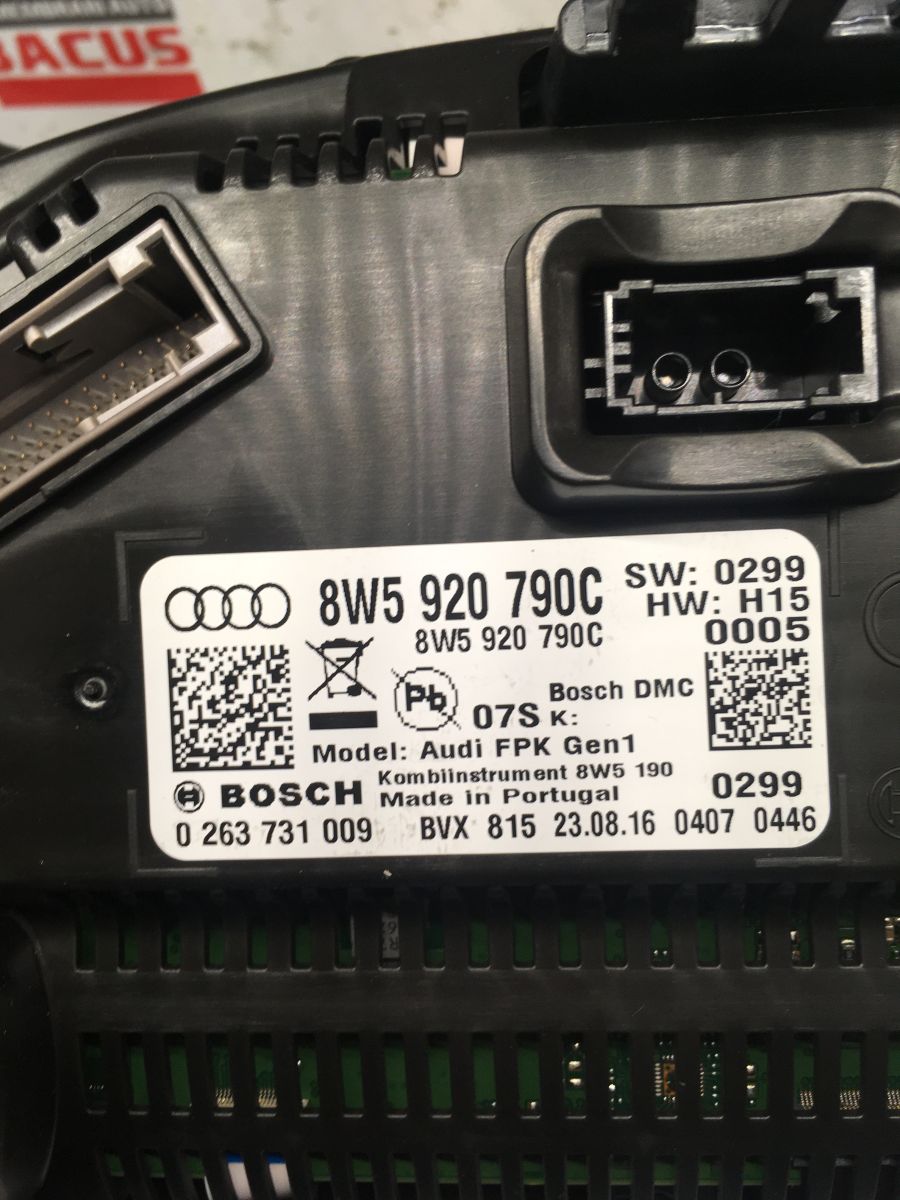 BACUS
8W5 920 790C
SW: 0299
HW: H15
8W5 920 790C
0005
Pb
07S
Bosch DMC
K:
Model: Audi FPK Gen1
Kombiinstrument 8W5 190
BOSCH
Made in Portugal
0299
0 263 731 009 BVX 815 23.08.16 0407 0446